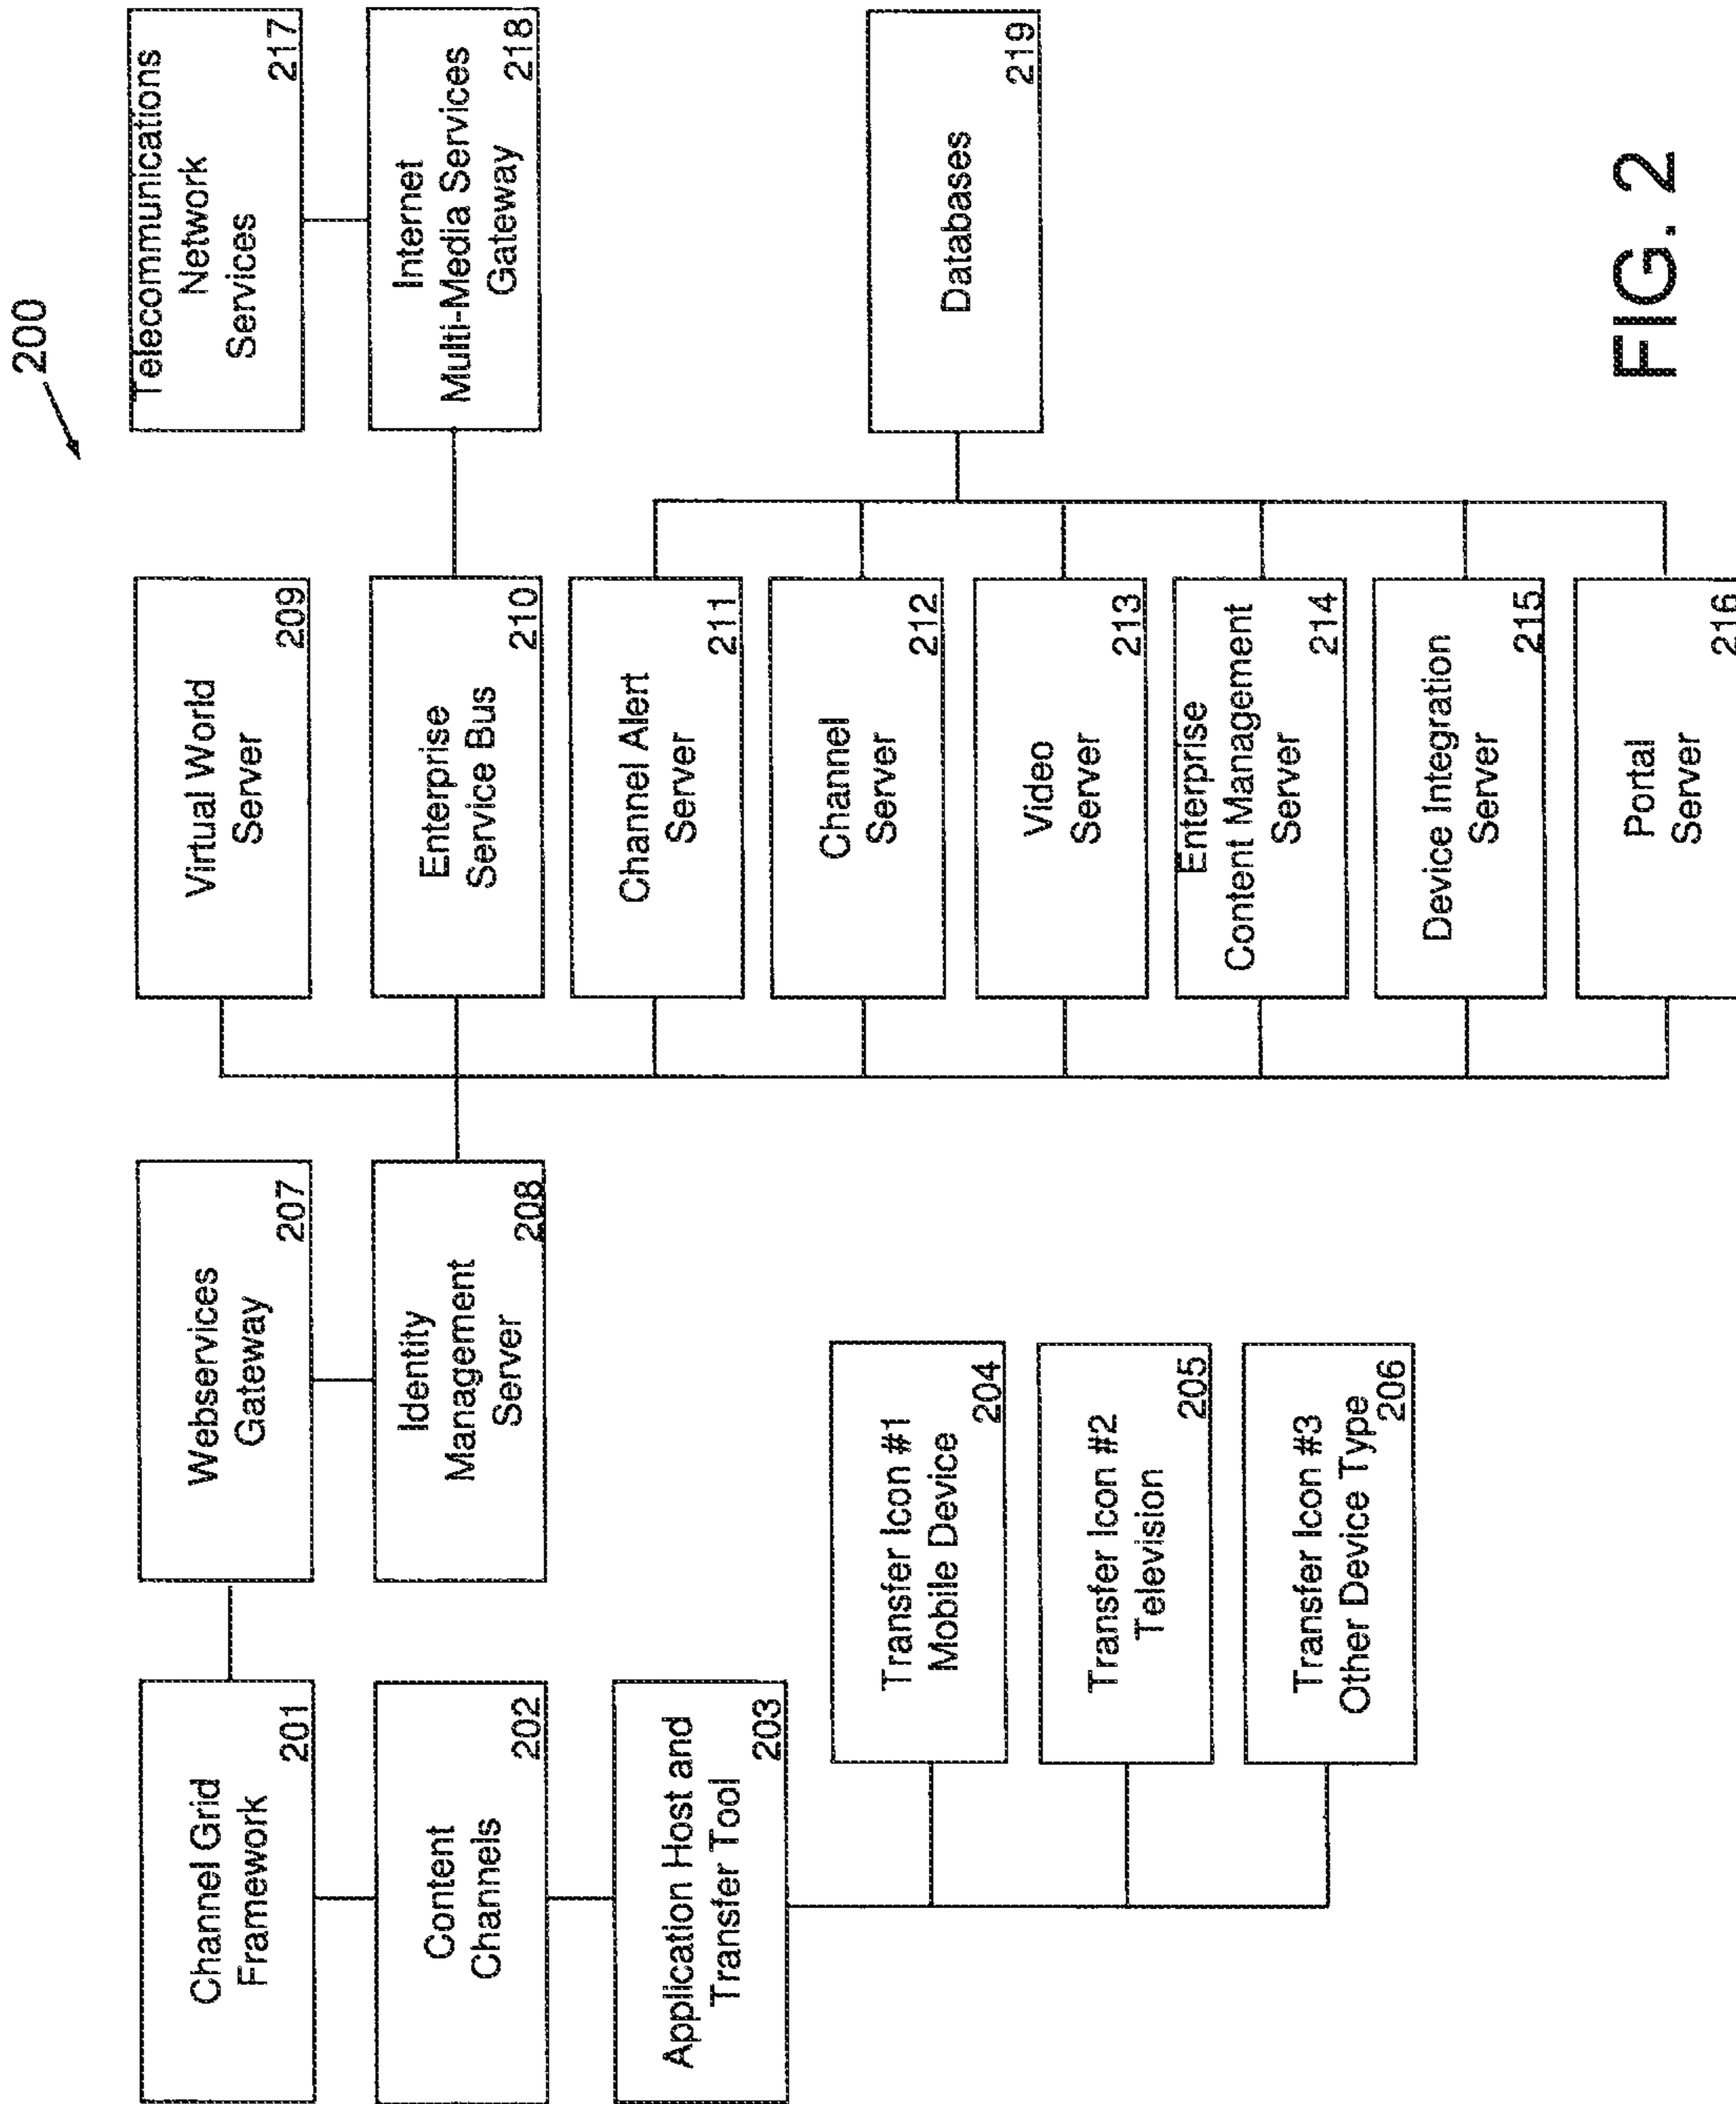 200
Channel Grid
Framework
201
Content
Channels
202
Application Host and
Transfer Tool
203
Transfer Icon #1
Mobile Device
204
Transfer Icon #2
Television
205
Transfer Icon #3
Other Device Type
206
Webservices
Gateway
207
Identity
Management
Server
208
Virtual World
Server
209
Enterprise
Service Bus
210
Channel Alert
Server
211
Channel
Server
212
Video
Server
213
Enterprise
Content Management
Server
214
Device Integration
Server
215
Portal
Server
216
Telecommunications
Network
Services
217
Internet
Multi-Media Services
Gateway
218
Databases
219
FIG. 2